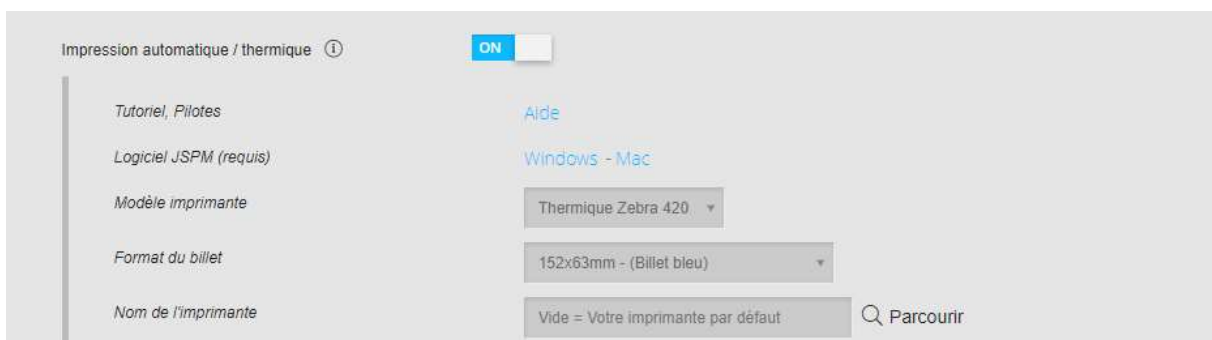 Impression automatique / thermique ⓘ ON
Tutoriel, Pilotes Aide
Logiciel JSPM (requis) Windows - Mac
Modèle imprimante Thermique Zebra 420
Format du billet 152x63mm - (Billet bleu)
Nom de l'imprimante Vide = Votre imprimante par défaut Parcourir